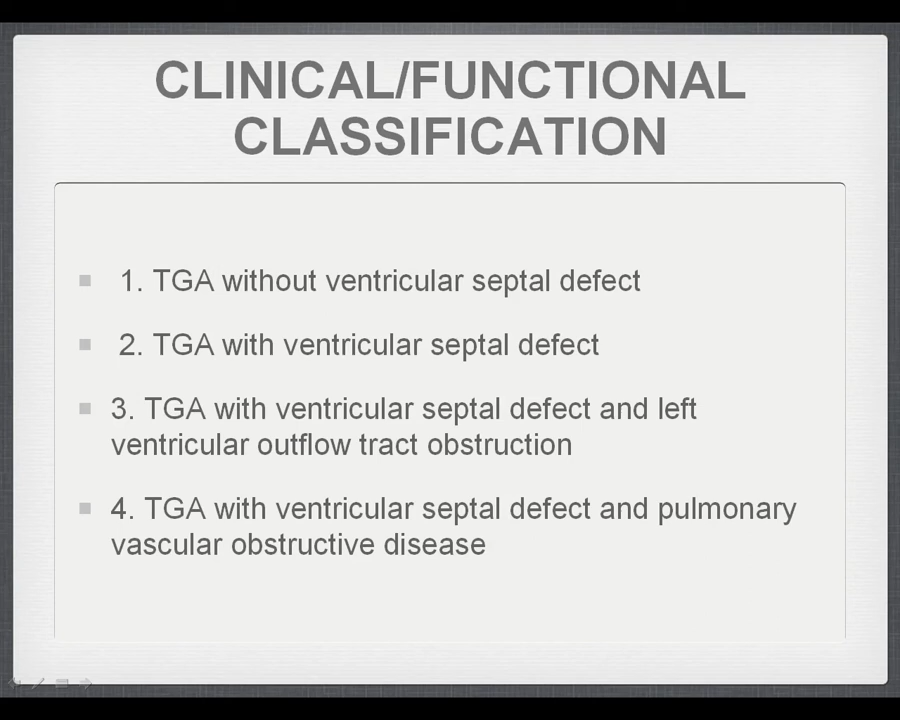 CLINICAL/FUNCTIONAL
CLASSIFICATION
1. TGA without ventricular septal defect
2. TGA with ventricular septal defect
3. TGA with ventricular septal defect and left
ventricular outflow tract obstruction
4. TGA with ventricular septal defect and pulmonary
vascular obstructive disease